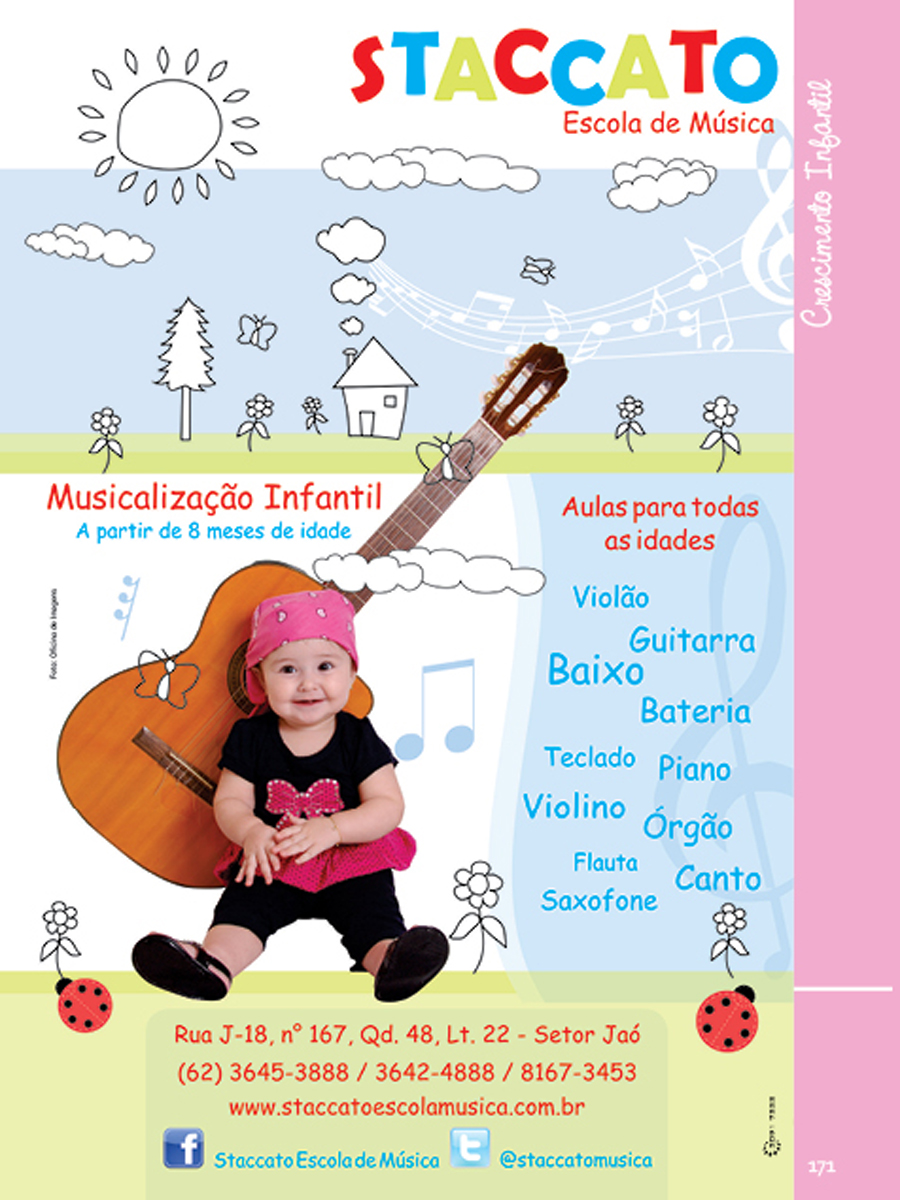 STACCATO
Escola de Música
Crescimento Infantil
Musicalização Infantil
A partir de 8 meses de idade
Aulas para todas
as idades
Violão
Guitarra
Baixo
Bateria
Teclado
Piano
Violino
Órgão
Flauta
Canto
Saxofone
Foto: Oficina de Imagens
Rua J-18, nº 167, Qd. 48, Lt. 22 - Setor Jaó
(62) 3645-3888 / 3642-4888 / 8167-3453
www.staccatoescolamusica.com.br
Staccato Escola de Música
@staccatomusica
171